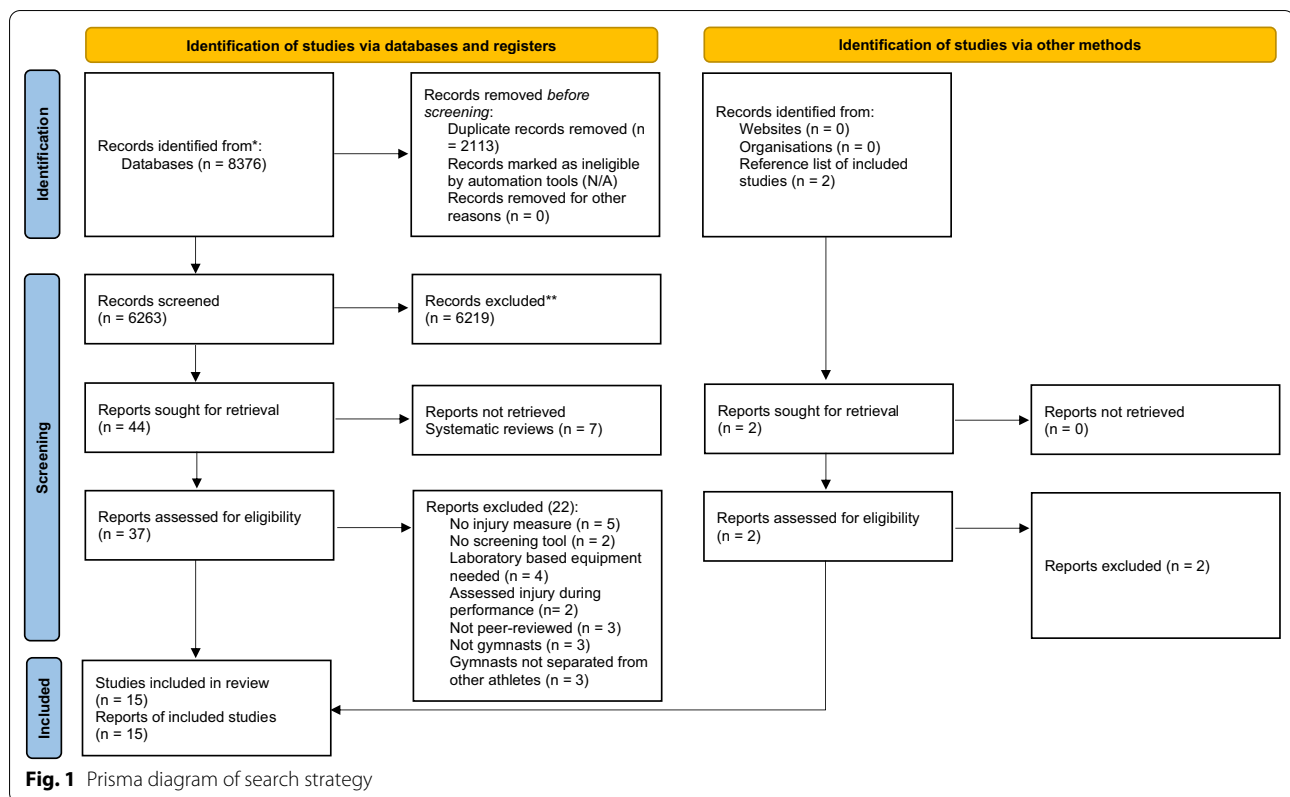 Identification of studies via databases and registers
Identification of studies via other methods
Identification
Records identified from*:
Databases (n = 8376)
Records removed before
screening:
Duplicate records removed (n
= 2113)
Records marked as ineligible
by automation tools (N/A)
Records removed for other
reasons (n = 0)
Records identified from:
Websites (n = 0)
Organisations (n = 0)
Reference list of included
studies (n = 2)
Screening
Records screened
(n = 6263)
Records excluded**
(n = 6219)
Reports sought for retrieval
(n = 44)
Reports not retrieved
Systematic reviews (n = 7)
Reports sought for retrieval
(n = 2)
Reports not retrieved
(n = 0)
Reports assessed for eligibility
(n = 37)
Reports excluded (22):
No injury measure (n = 5)
No screening tool (n = 2)
Laboratory based equipment
needed (n = 4)
Assessed injury during
performance (n= 2)
Not peer-reviewed (n = 3)
Not gymnasts (n = 3)
Gymnasts not separated from
other athletes (n = 3)
Reports assessed for eligibility
(n = 2)
Reports excluded (n = 2)
Included
Studies included in review
(n = 15)
Reports of included studies
(n = 15)
Fig. 1 Prisma diagram of search strategy